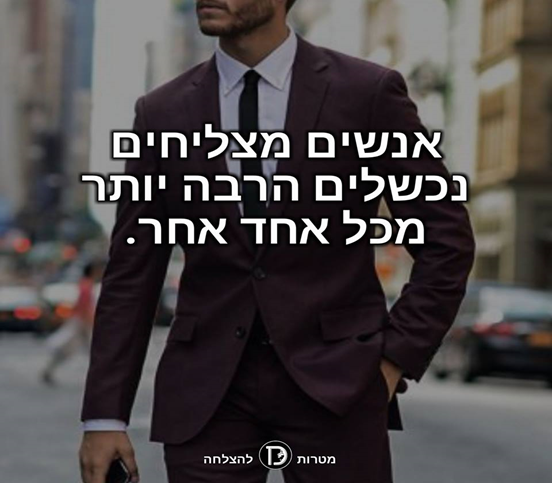 אנשים מצליחים
נכשלים הרבה יותר
מכל אחד אחר.
מטרות D להצלחה